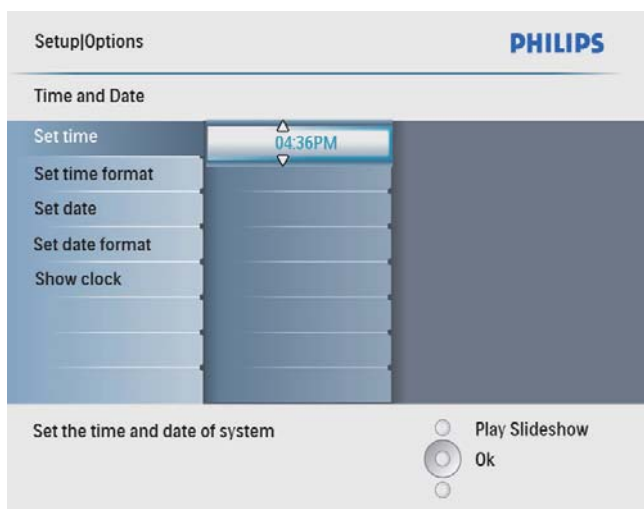 Setup|Options
PHILIPS
Time and Date
Set time
04:36PM
Set time format
Set date
Set date format
Show clock
Set the time and date of system
Play Slideshow
Ok